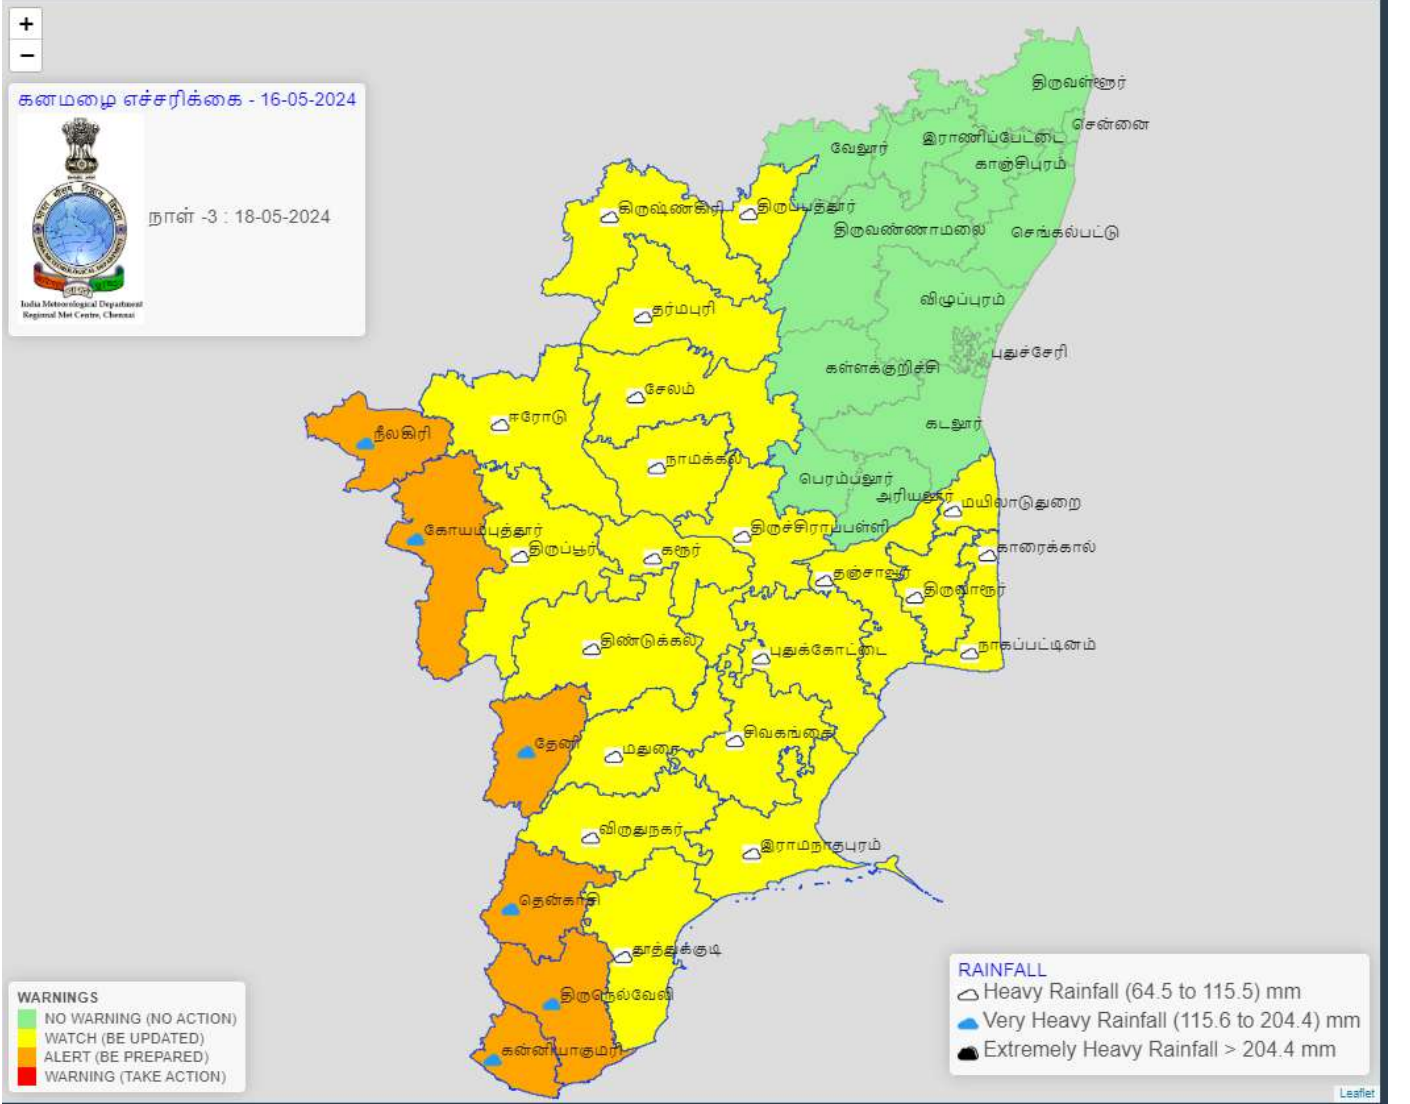 +
−
கனமழை எச்சரிக்கை - 16-05-2024
நாள் -3 : 18-05-2024
India Meteorological Department
Regional Met Centre, Chennai
திருவள்ளூர்
சென்னை
இராணிப்பேட்டை
வேலூர்
காஞ்சிபுரம்
கிருஷ்ணகிரி
திருப்பத்தூர்
திருவண்ணாமலை
செங்கல்பட்டு
விழுப்புரம்
தர்மபுரி
புதுச்சேரி
கள்ளக்குறிச்சி
சேலம்
ஈரோடு
கடலூர்
நீலகிரி
நாமக்கல்
பெரம்பலூர்
அரியலூர்
மயிலாடுதுறை
கோயம்புத்தூர்
திருச்சிராப்பள்ளி
திருப்பூர்
கரூர்
காரைக்கால்
தஞ்சாவூர்
திருவாரூர்
திண்டுக்கல்
புதுக்கோட்டை
நாகப்பட்டினம்
தேனி
மதுரை
சிவகங்கை
விருதுநகர்
இராமநாதபுரம்
தென்காசி
தூத்துக்குடி
திருநெல்வேலி
கன்னியாகுமரி
WARNINGS
NO WARNING (NO ACTION)
WATCH (BE UPDATED)
ALERT (BE PREPARED)
WARNING (TAKE ACTION)
RAINFALL
Heavy Rainfall (64.5 to 115.5) mm
Very Heavy Rainfall (115.6 to 204.4) mm
Extremely Heavy Rainfall > 204.4 mm
Leaflet